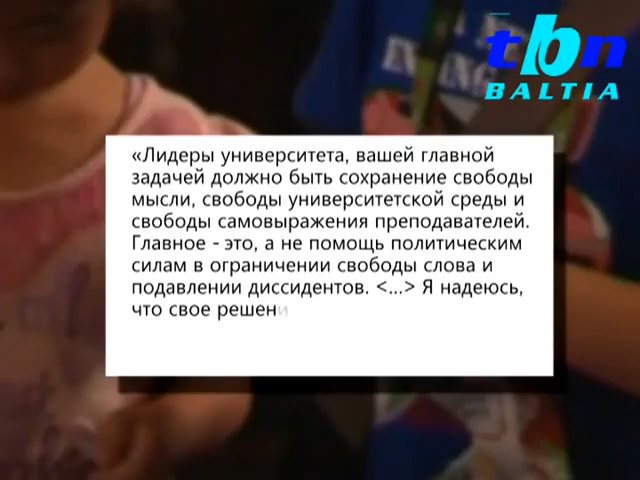 tbn
BALTIA
«Лидеры университета, вашей главной
задачей должно быть сохранение свободы
мысли, свободы университетской среды и
свободы самовыражения преподавателей.
Главное - это, а не помощь политическим
силам в ограничении свободы слова и
подавлении диссидентов. <...> Я надеюсь,
что свое решени